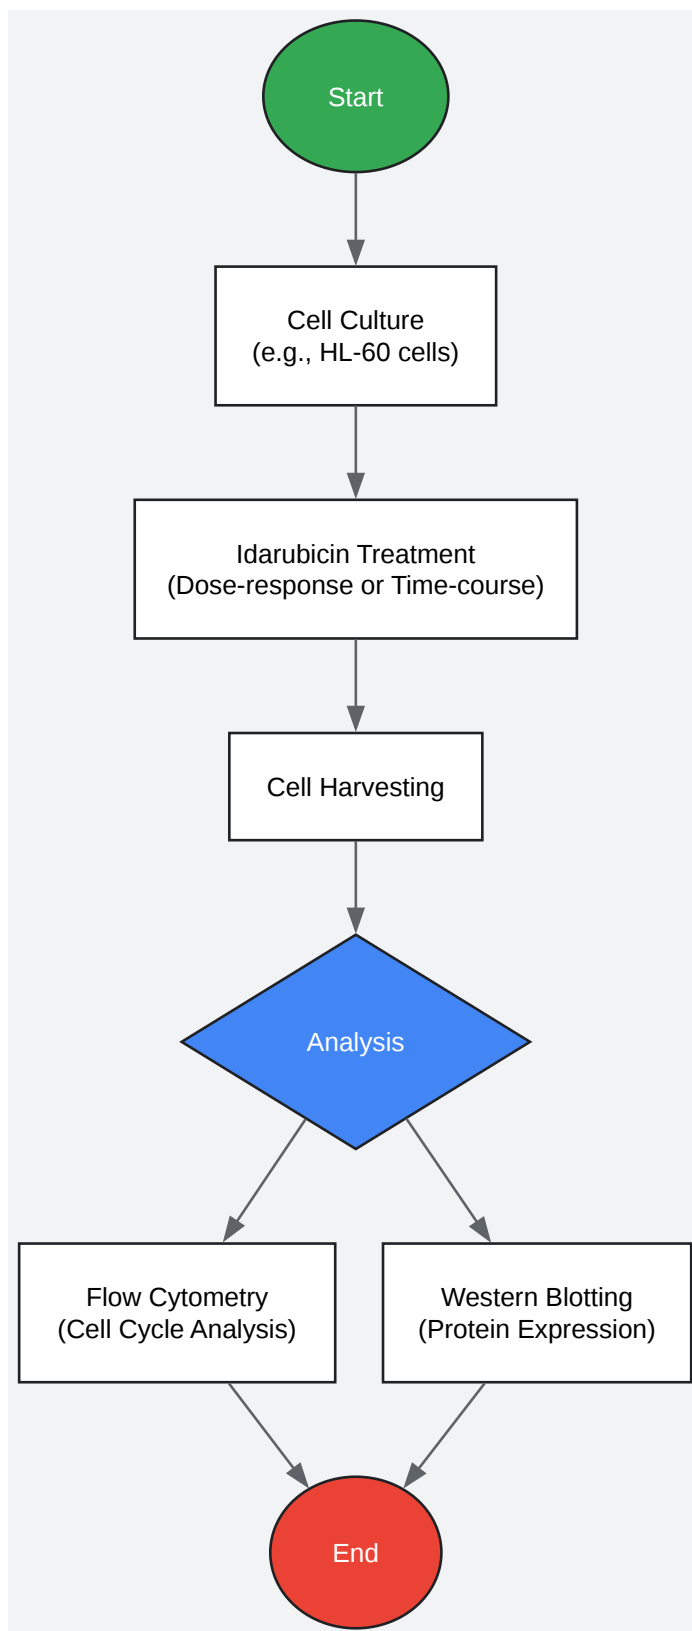 Start
Cell Culture
(e.g., HL-60 cells)
Idarubicin Treatment
(Dose-response or Time-course)
Cell Harvesting
Analysis
Flow Cytometry
(Cell Cycle Analysis)
Western Blotting
(Protein Expression)
End